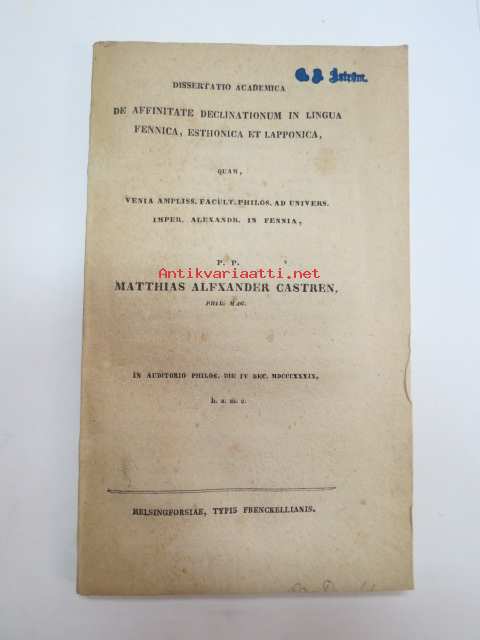 DISSERTATIO ACADEMICA
DE AFFINITATE DECLINATIONUM IN LINGUA
FENNICA, ESTHONICA ET LAPPONICA,
QUAM,
VENIA AMPLISS. FACULT. PHILOS. AD UNIVERS.
IMPER. ALEXANDR. IN FENNIA,
P. P.
Antikvariaatti.net
MATTHIAS ALEXANDER CASTREN,
PHIL. MAG.
IN AUDITORIO PHILOS. DIE IV DEC. MDCCCXXXIX,
h. a. m. s.
HELSINGFORSIAE, TYPIS FRENCKELLIANIS.